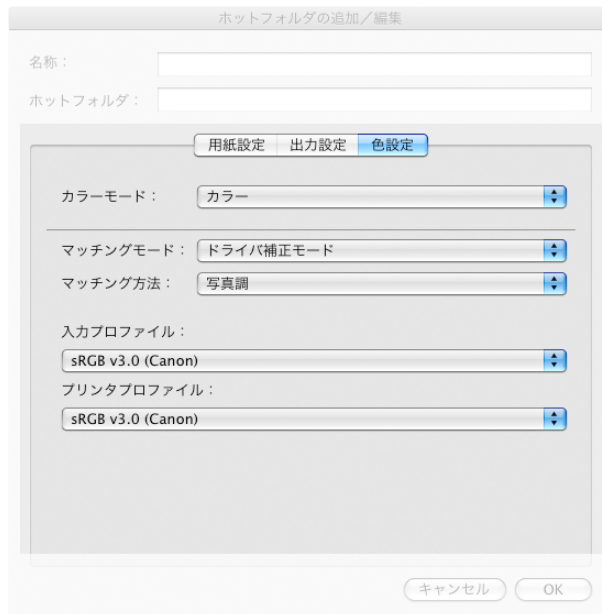 ホットフォルダの追加／編集
名称：
ホットフォルダ：
用紙設定 出力設定 色設定
カラーモード： カラー
マッチングモード： ドライバ補正モード
マッチング方法： 写真調
入力プロファイル：
sRGB v3.0 (Canon)
プリンタプロファイル：
sRGB v3.0 (Canon)
キャンセル OK